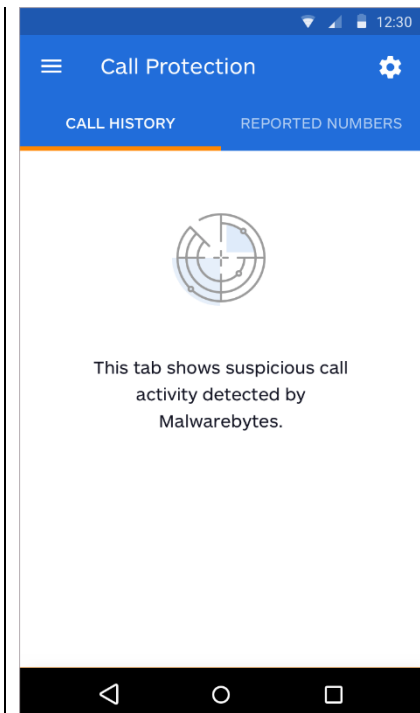 12:30
Call Protection
CALL HISTORY
REPORTED NUMBERS
This tab shows suspicious call
activity detected by
Malwarebytes.